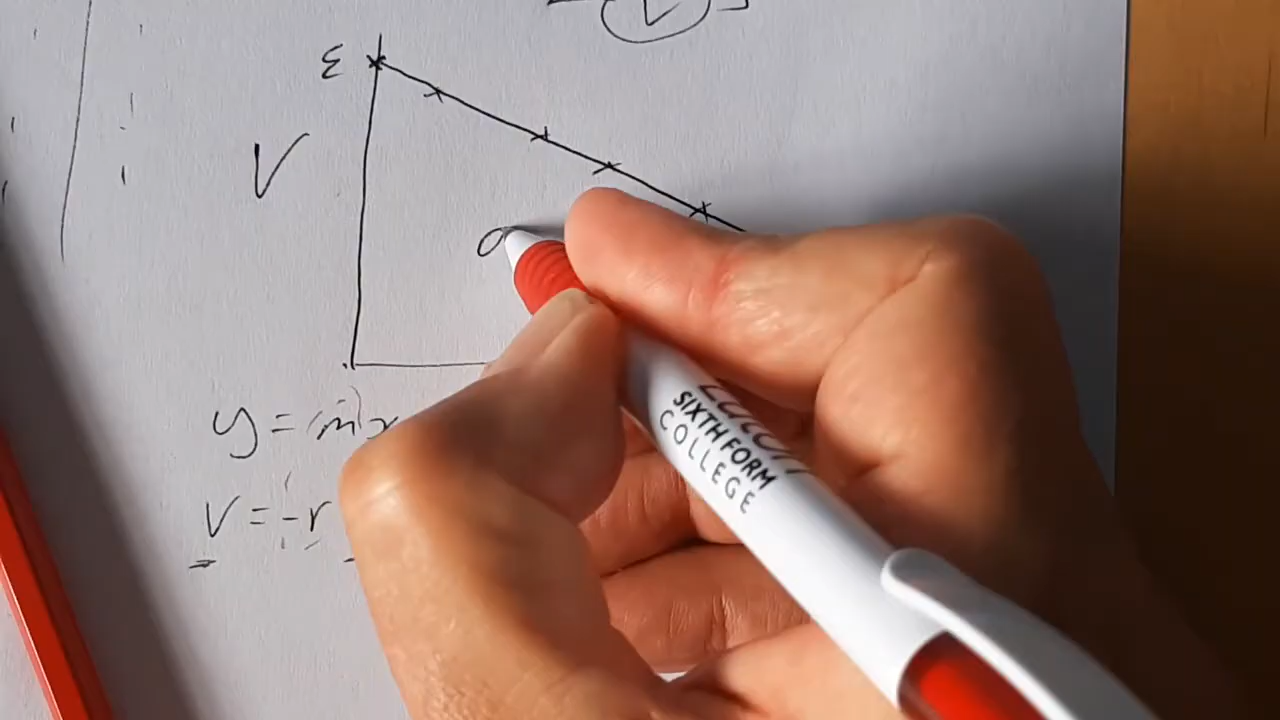 ε
V
y = mx
V = -r
SIXTH FORM
COLLEGE